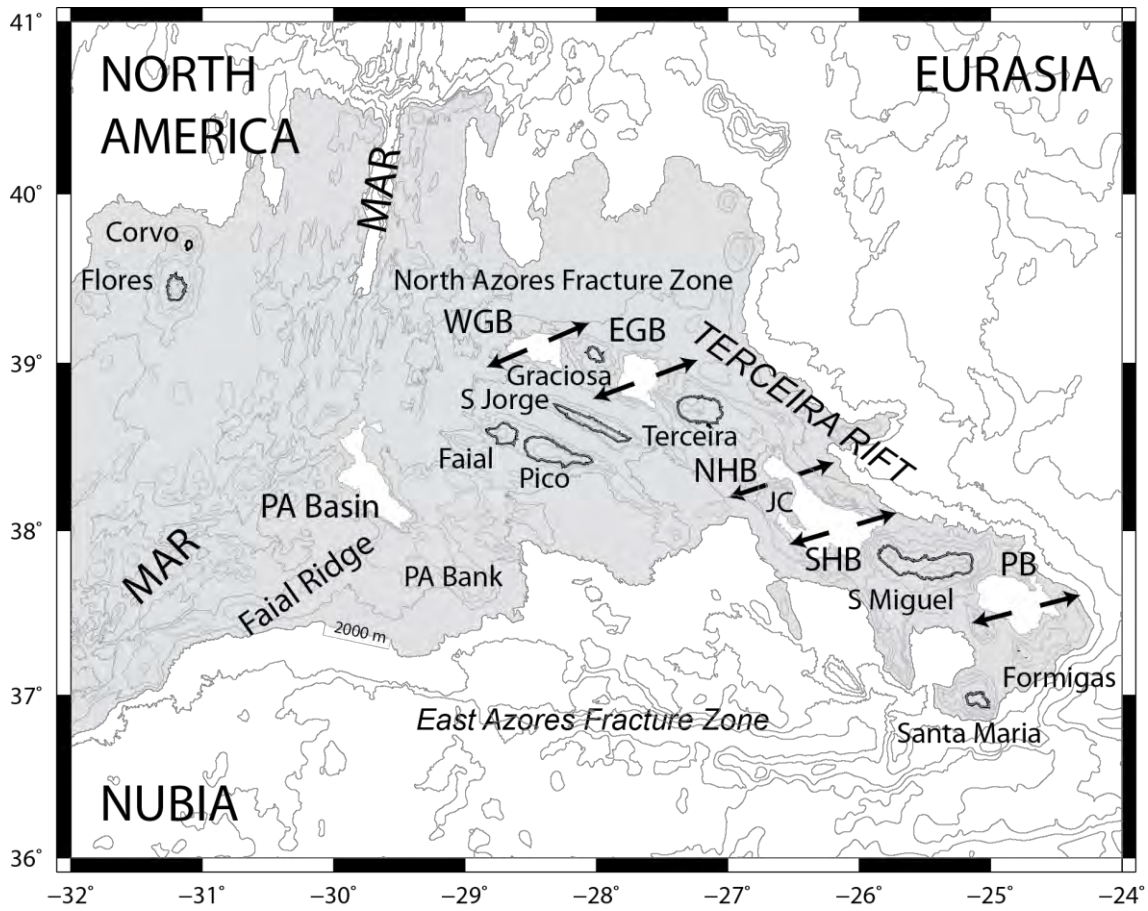 41°
40°
39°
38°
37°
36°
NORTH
AMERICA
EURASIA
MAR
Corvo
Flores
North Azores Fracture Zone
WGB
EGB
TERCEIRA RIFT
Graciosa
S Jorge
Terceira
Faial
Pico
NHB
JC
PA Basin
MAR
SHB
PB
Faial Ridge
PA Bank
S Miguel
2000 m
Formigas
East Azores Fracture Zone
Santa Maria
NUBIA
−32° −31° −30° −29° −28° −27° −26° −25° −24°